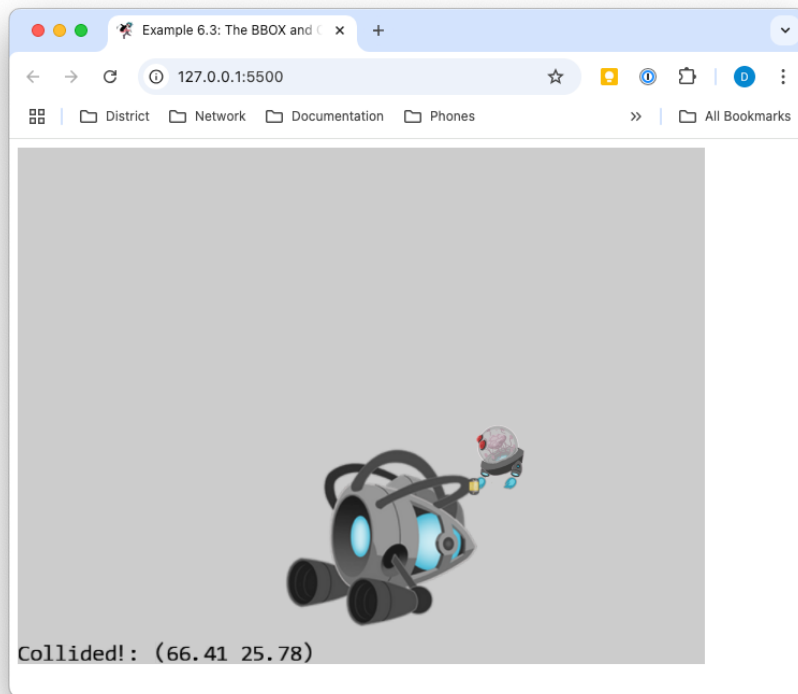 Example 6.3: The BBOX and
127.0.0.1:5500
D
District Network Documentation Phones » All Bookmarks
Collided!: (66.41 25.78)